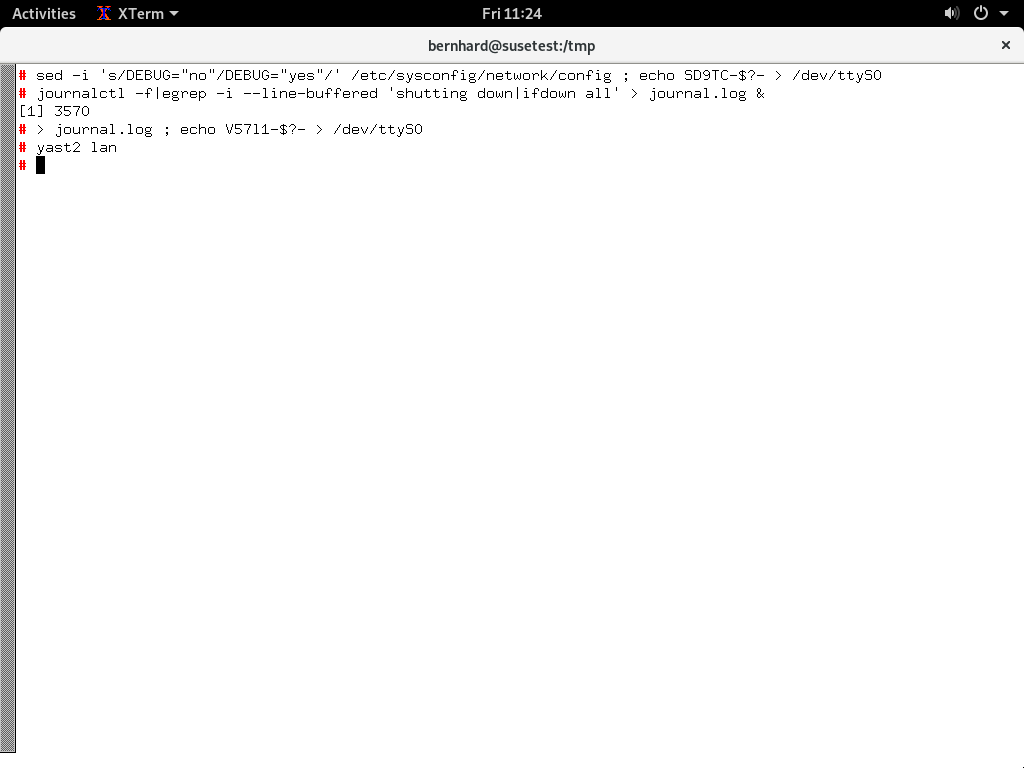 Activities XTerm Fri 11:24
bernhard@susetest:/tmp
# sed -i 's/DEBUG="no"/DEBUG="yes"/' /etc/sysconfig/network/config ; echo SD9TC-$?- > /dev/ttyS0
# journalctl -f|egrep -i --line-buffered 'shutting down|ifdown all' > journal.log &
[1] 3570
# > journal.log ; echo V57l1-$?- > /dev/ttyS0
# yast2 lan
#